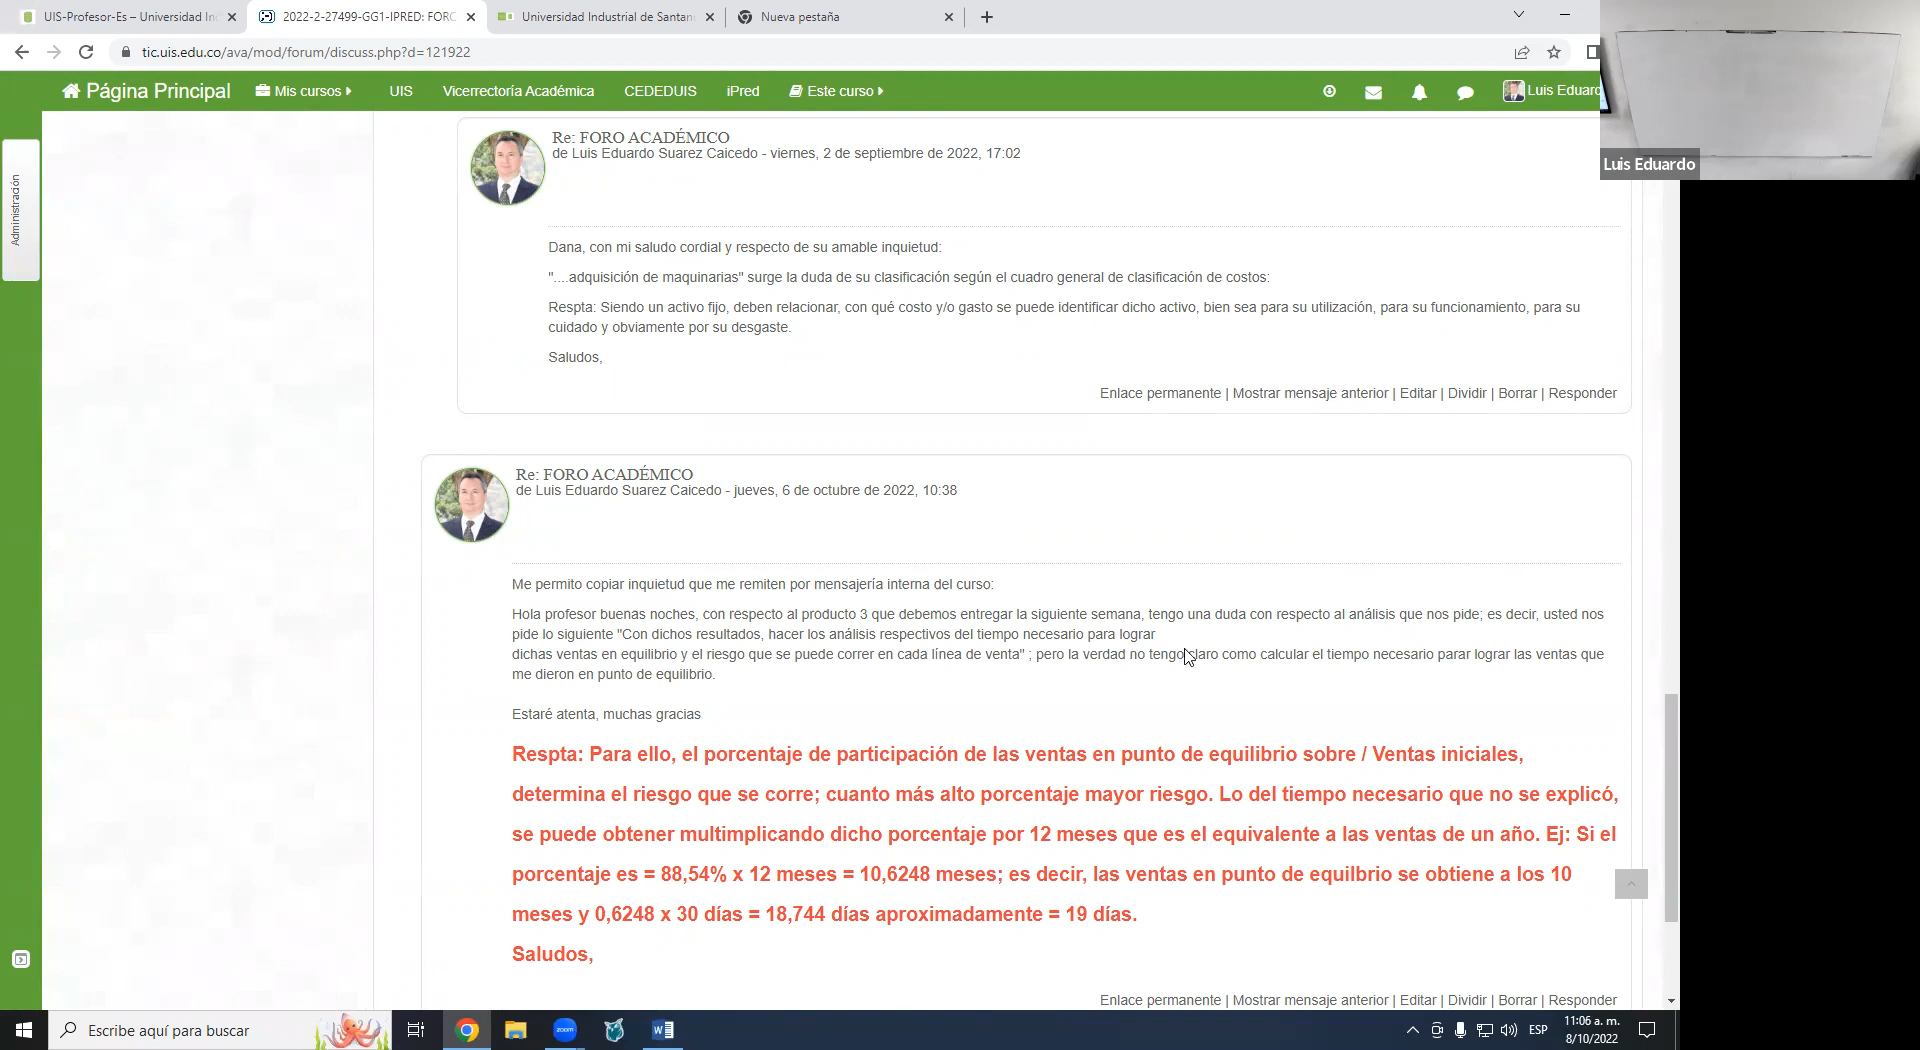 UIS-Profesor-Es – Universidad In
2022-2-27499-GG1-IPRED: FORO
Universidad Industrial de Santan
Nueva pestaña
tic.uis.edu.co/ava/mod/forum/discuss.php?d=121922
Página Principal
Mis cursos
UIS
Vicerrectoría Académica
CEDEDUIS
iPred
Este curso
Luis Eduard
Luis Eduardo
Administración
Re: FORO ACADÉMICO
de Luis Eduardo Suarez Caicedo - viernes, 2 de septiembre de 2022, 17:02
Dana, con mi saludo cordial y respecto de su amable inquietud:
"....adquisición de maquinarias" surge la duda de su clasificación según el cuadro general de clasificación de costos:
Respta: Siendo un activo fijo, deben relacionar, con qué costo y/o gasto se puede identificar dicho activo, bien sea para su utilización, para su funcionamiento, para su
cuidado y obviamente por su desgaste.
Saludos,
Enlace permanente | Mostrar mensaje anterior | Editar | Dividir | Borrar | Responder
Re: FORO ACADÉMICO
de Luis Eduardo Suarez Caicedo - jueves, 6 de octubre de 2022, 10:38
Me permito copiar inquietud que me remiten por mensajería interna del curso:
Hola profesor buenas noches, con respecto al producto 3 que debemos entregar la siguiente semana, tengo una duda con respecto al análisis que nos pide; es decir, usted nos
pide lo siguiente "Con dichos resultados, hacer los análisis respectivos del tiempo necesario para lograr
dichas ventas en equilibrio y el riesgo que se puede correr en cada línea de venta" ; pero la verdad no tengo claro como calcular el tiempo necesario parar lograr las ventas que
me dieron en punto de equilibrio.
Estaré atenta, muchas gracias
Respta: Para ello, el porcentaje de participación de las ventas en punto de equilibrio sobre / Ventas iniciales,
determina el riesgo que se corre; cuanto más alto porcentaje mayor riesgo. Lo del tiempo necesario que no se explicó,
se puede obtener multimplicando dicho porcentaje por 12 meses que es el equivalente a las ventas de un año. Ej: Si el
porcentaje es = 88,54% x 12 meses = 10,6248 meses; es decir, las ventas en punto de equilbrio se obtiene a los 10
meses y 0,6248 x 30 días = 18,744 días aproximadamente = 19 días.
Saludos,
Enlace permanente | Mostrar mensaje anterior | Editar | Dividir | Borrar | Responder
Escribe aquí para buscar
zoom
ESP
11:06 a. m.
8/10/2022